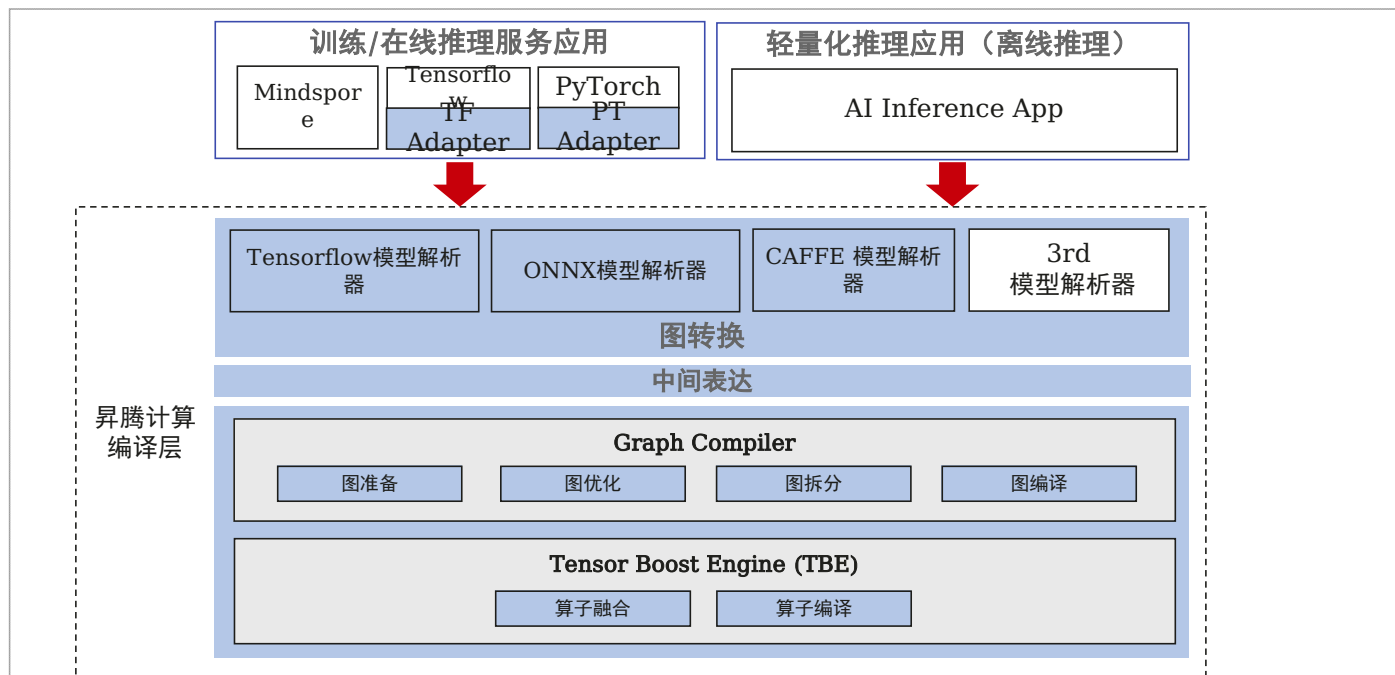 训练/在线推理服务应用
轻量化推理应用（离线推理）
Mindspor
e
Tensorflo
w
TF
Adapter
PyTorch
PT
Adapter
AI Inference App
Tensorflow模型解析
器
ONNX模型解析器
CAFFE 模型解析
器
3rd
模型解析器
图转换
中间表达
昇腾计算
编译层
Graph Compiler
图准备
图优化
图拆分
图编译
Tensor Boost Engine (TBE)
算子融合
算子编译